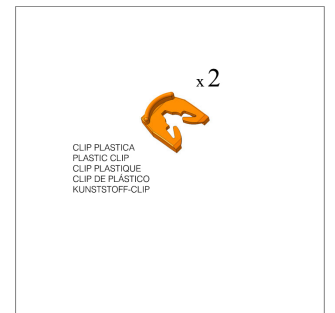 x 2
CLIP PLASTICA
PLASTIC CLIP
CLIP PLASTIQUE
CLIP DE PLÁSTICO
KUNSTSTOFF-CLIP